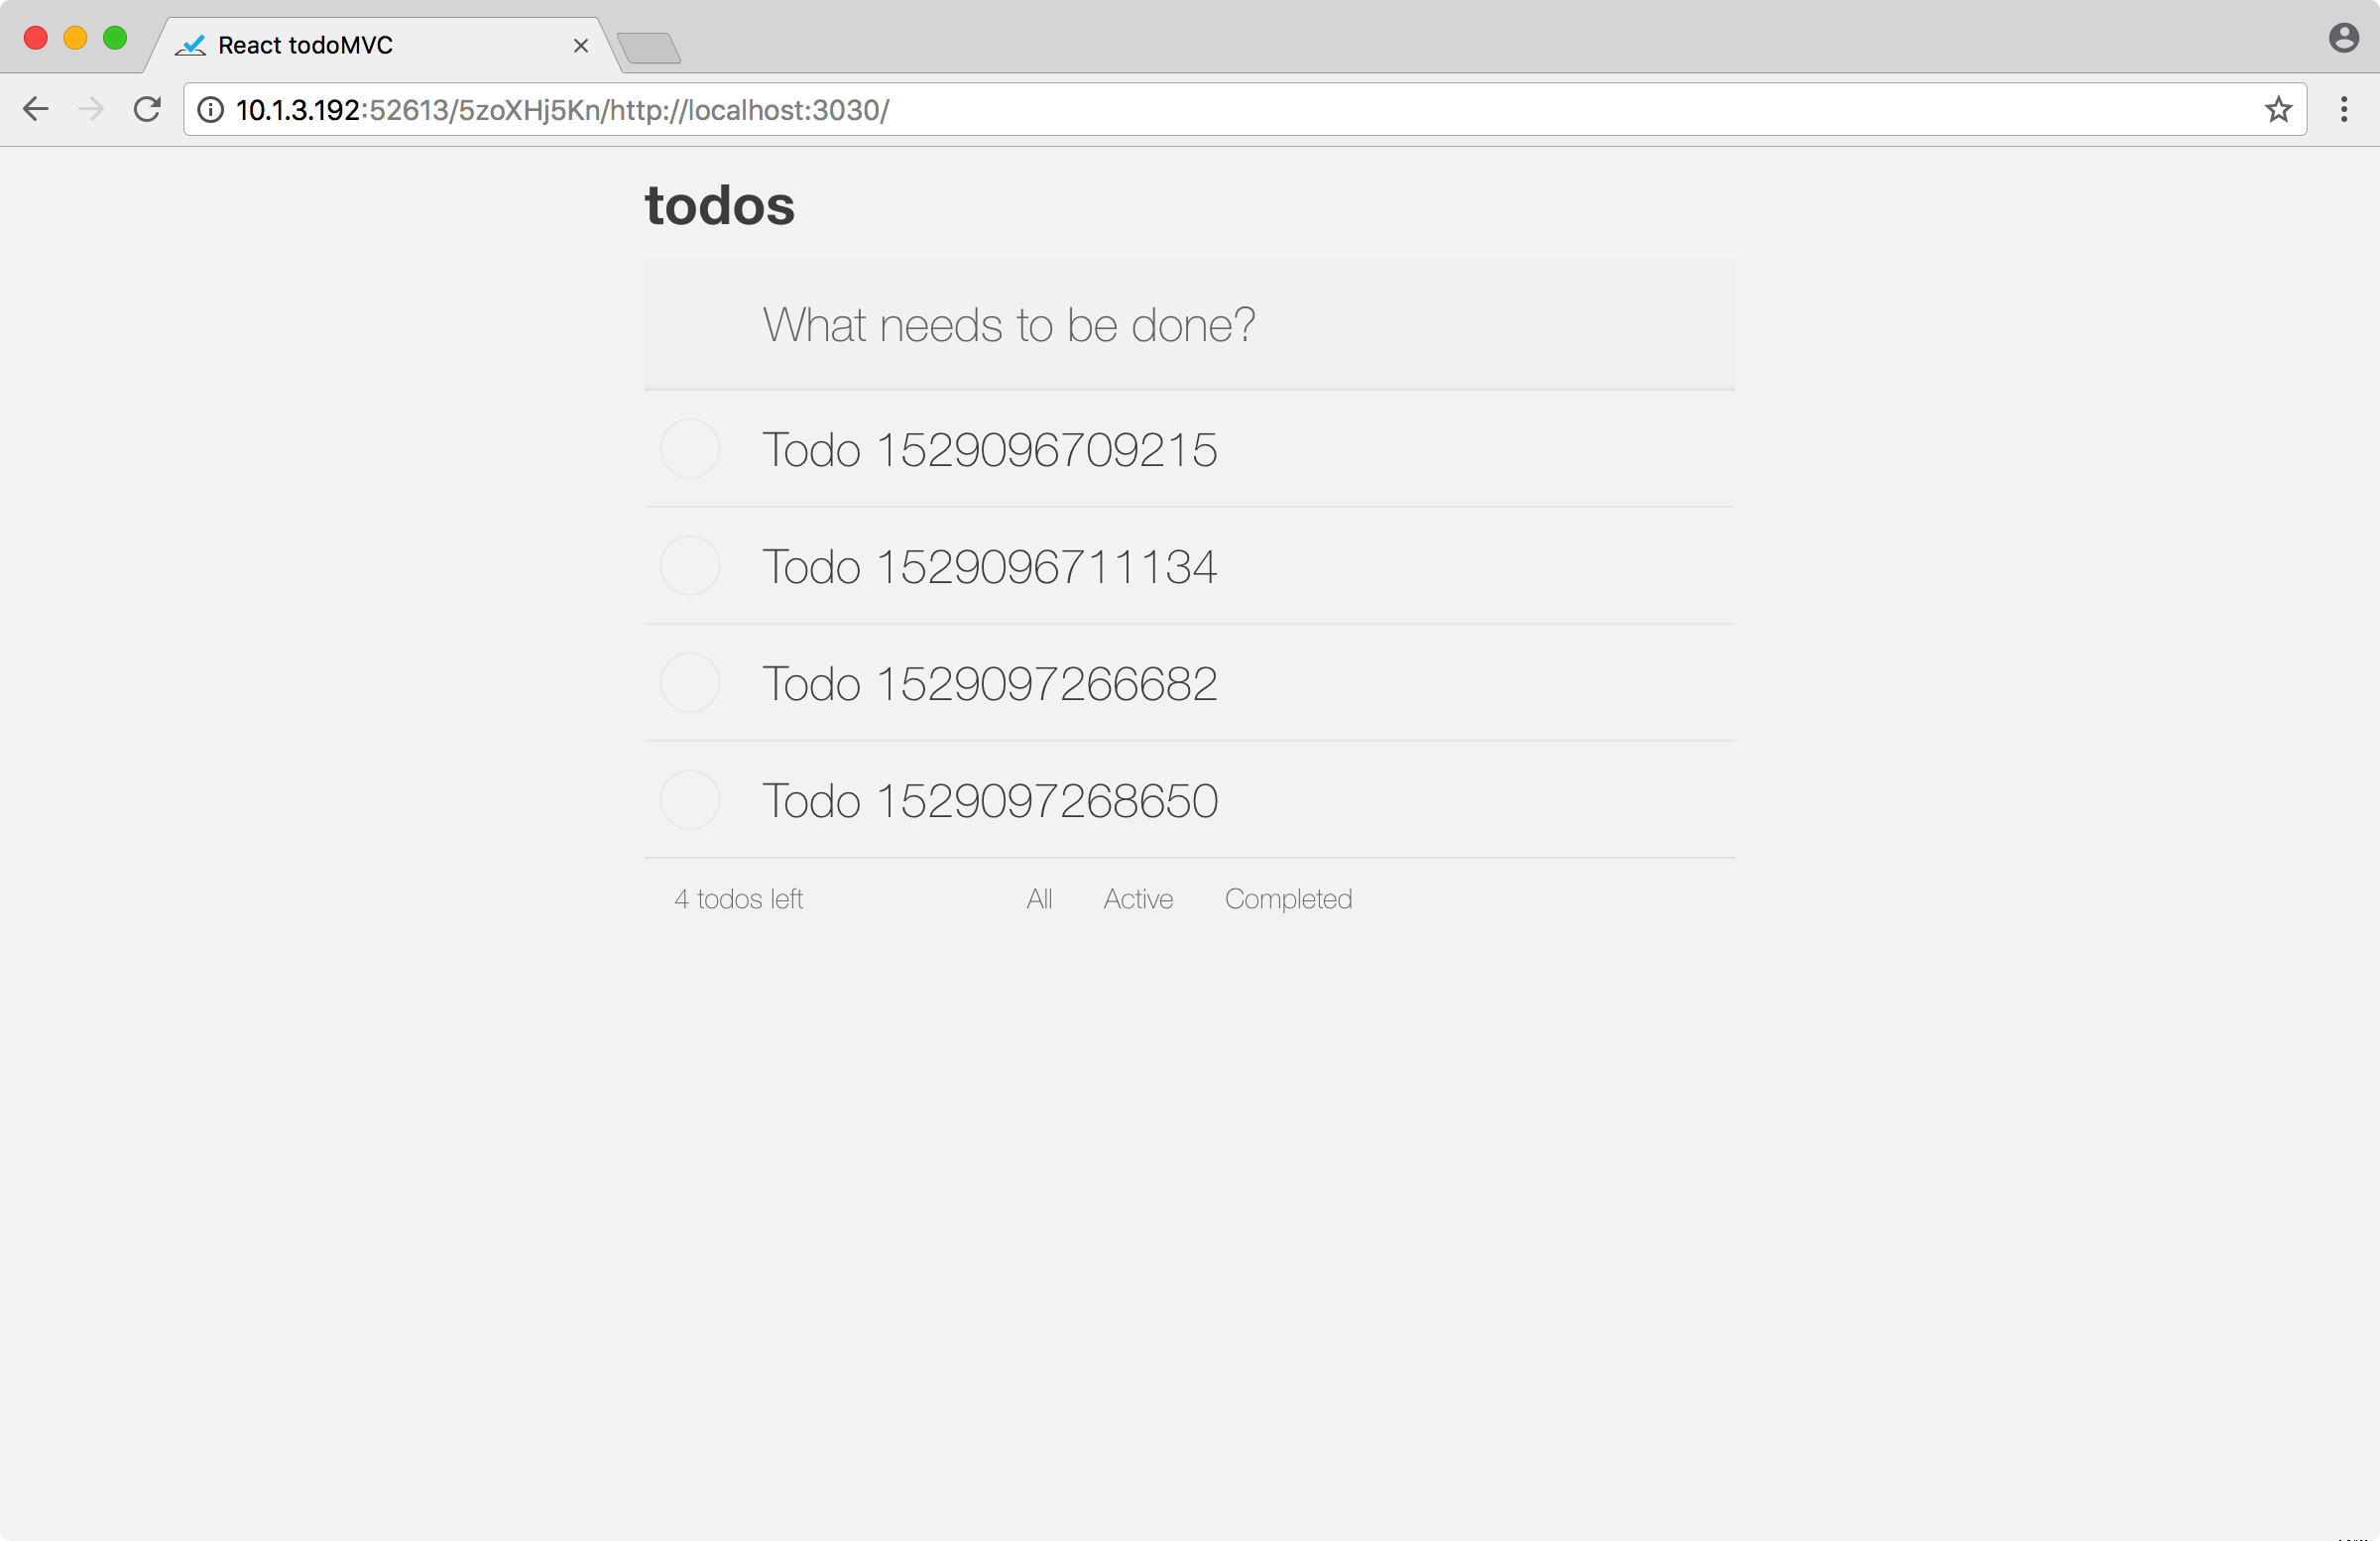 React todoMVC
10.1.3.192:52613/5zoXHj5Kn/http://localhost:3030/
todos
What needs to be done?
Todo 1529096709215
Todo 1529096711134
Todo 1529097266682
Todo 1529097268650
4 todos left All Active Completed